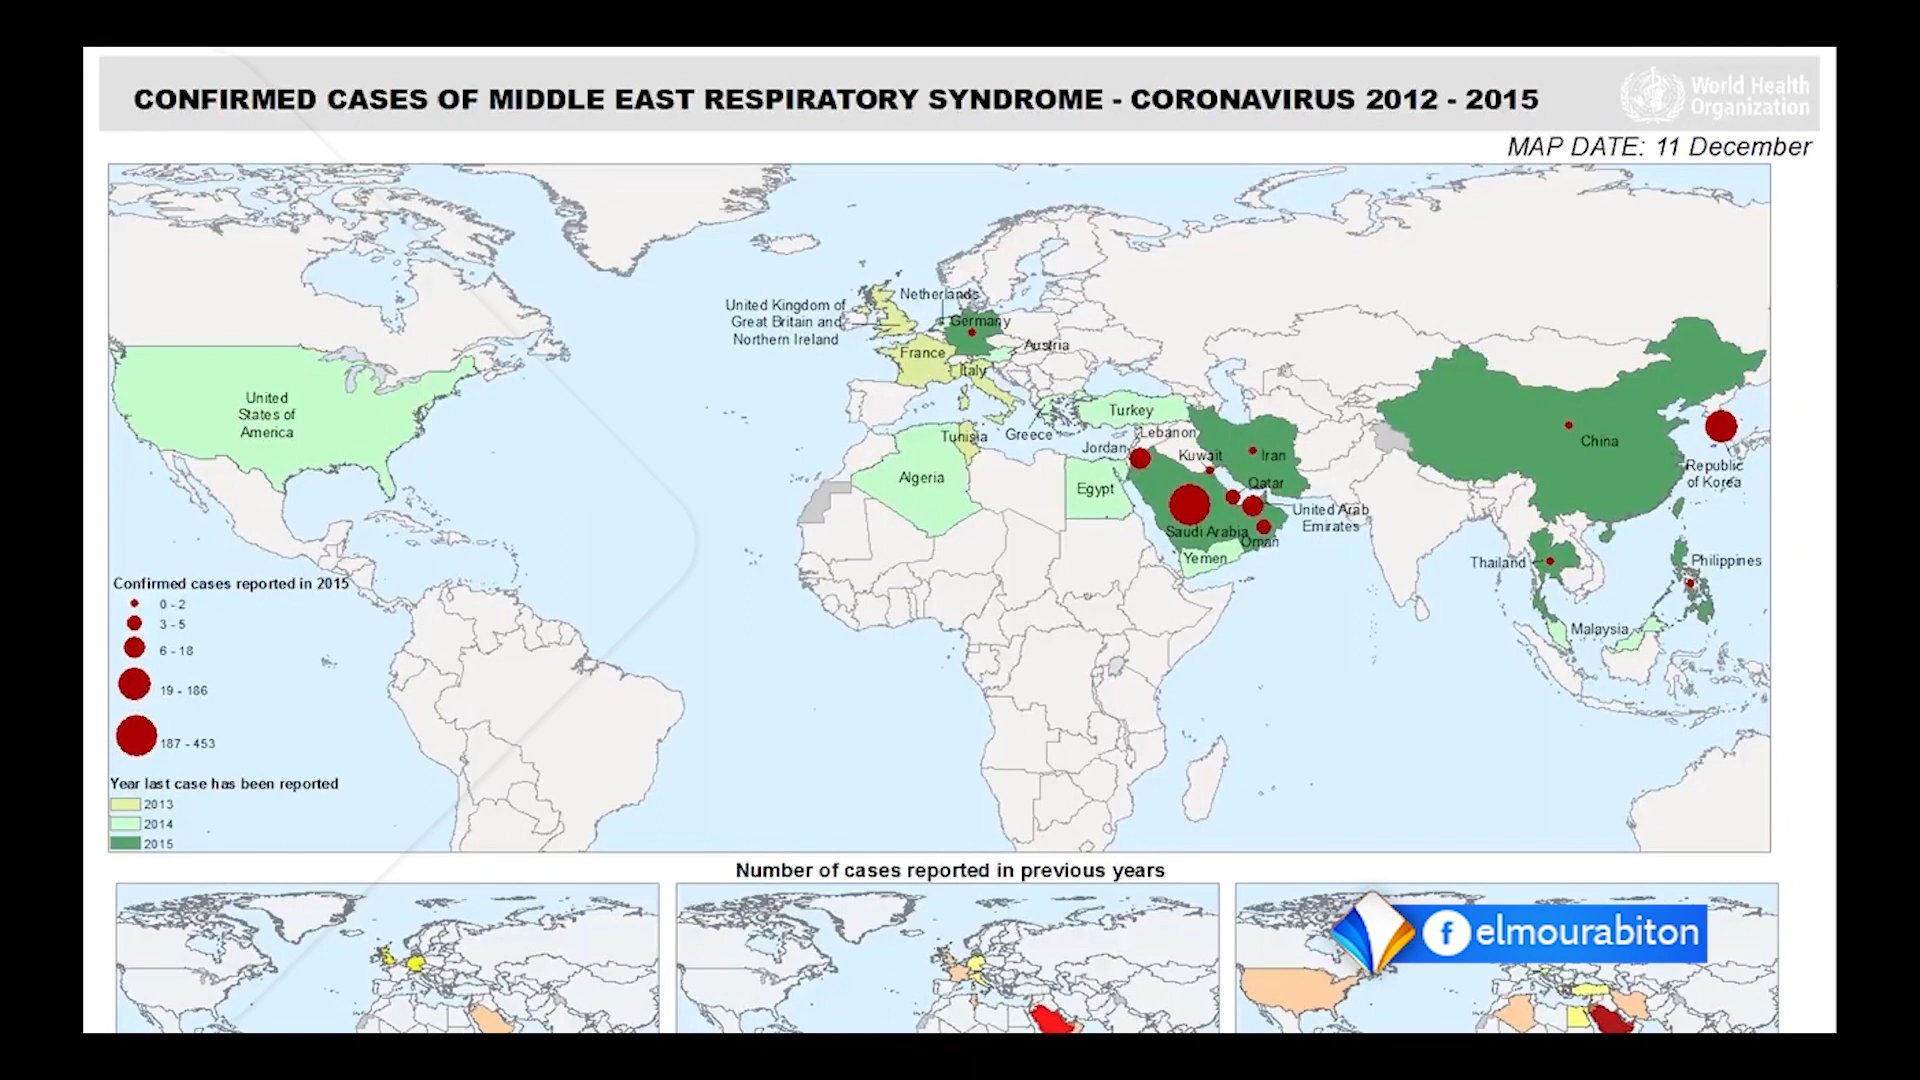 CONFIRMED CASES OF MIDDLE EAST RESPIRATORY SYNDROME - CORONAVIRUS 2012 - 2015
World Health
Organization
MAP DATE: 11 December
United Kingdom of
Great Britain and
Northern Ireland
Netherlands
Germany
Austria
France
Italy
United
States of
America
Turkey
Greece
Tunisia
Lebanon
Jordan
Kuwait
Iran
Algeria
Egypt
Qatar
United Arab
Emirates
Saudi Arabia
Oman
Yemen
China
Republic
of Korea
Thailand
Philippines
Malaysia
Confirmed cases reported in 2015
0 - 2
3 - 5
6 - 18
19 - 186
187 - 453
Year last case has been reported
2013
2014
2015
Number of cases reported in previous years
f elmourabiton